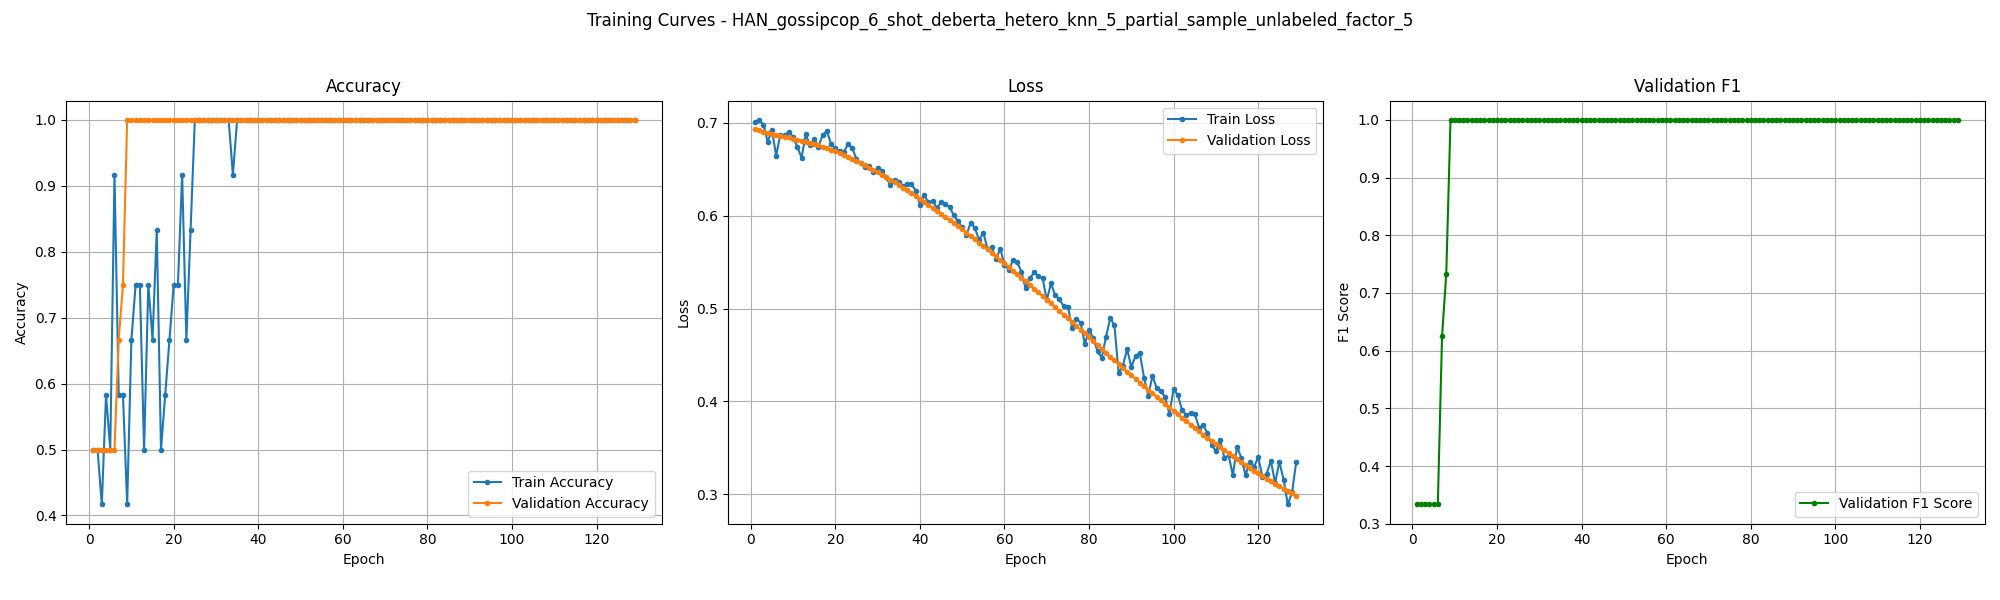 Training Curves - HAN_gossipcop_6_shot_deberta_hetero_knn_5_partial_sample_unlabeled_factor_5
Accuracy
1.0
0.9
0.8
0.7
0.6
0.5
0.4
Accuracy
Train Accuracy
Validation Accuracy
0 20 40 60 80 100 120
Epoch
Loss
0.7
0.6
0.5
0.4
0.3
Loss
Train Loss
Validation Loss
0 20 40 60 80 100 120
Epoch
Validation F1
1.0
0.9
0.8
0.7
0.6
0.5
0.4
0.3
F1 Score
Validation F1 Score
0 20 40 60 80 100 120
Epoch